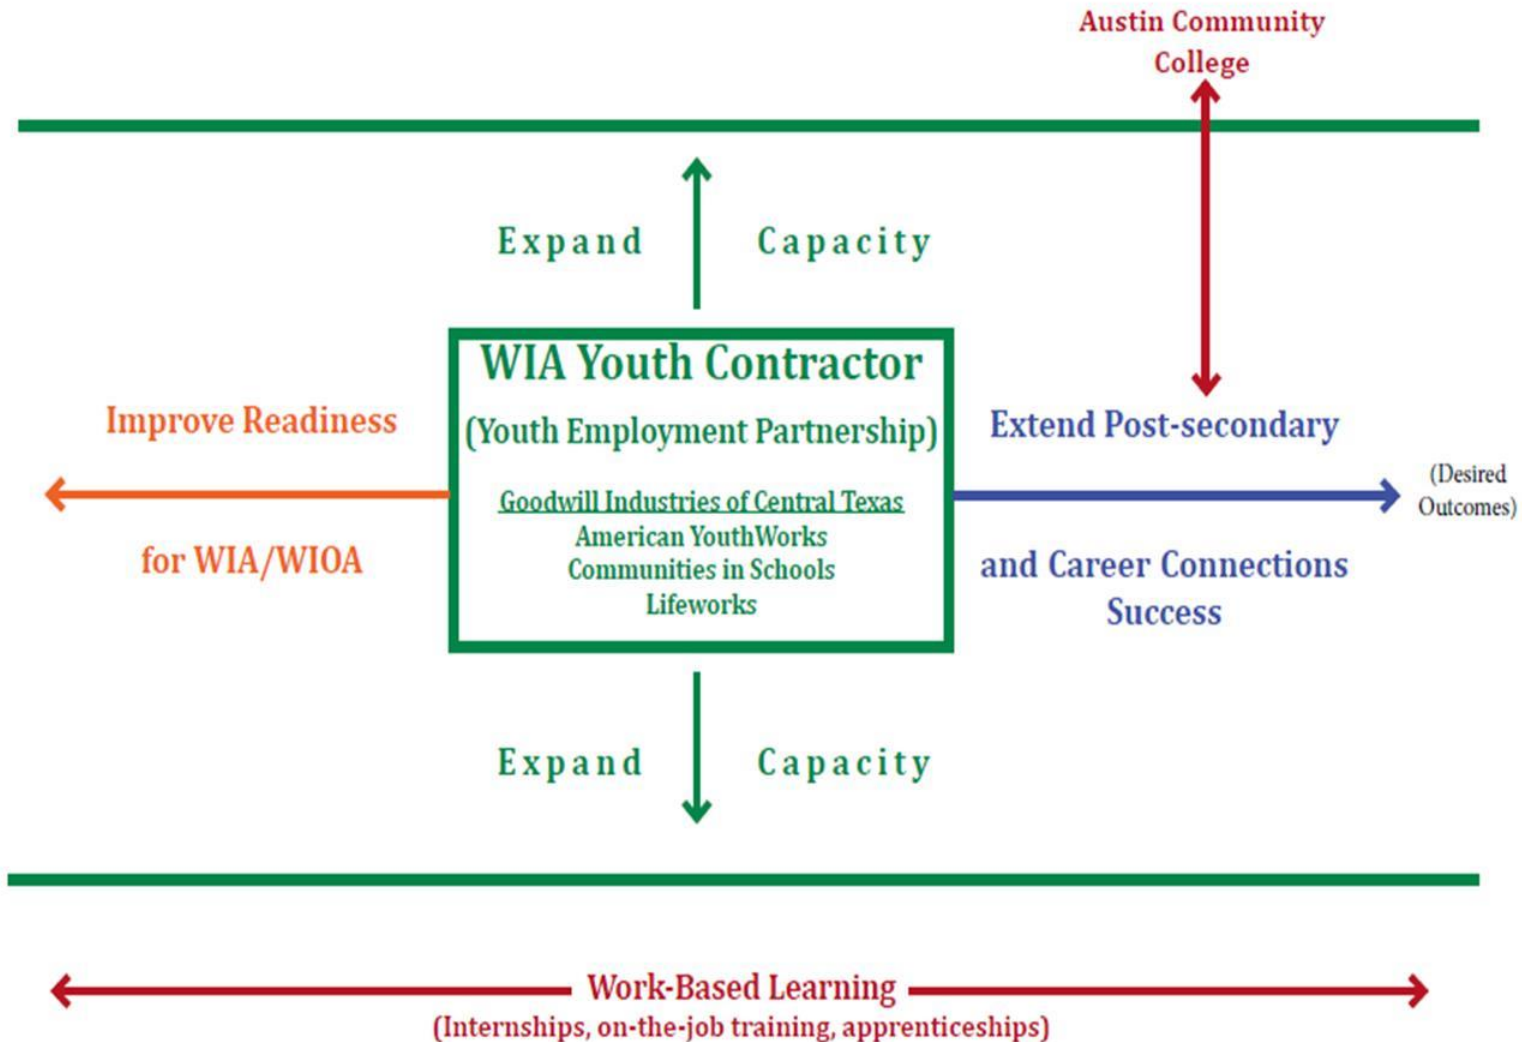 Austin Community
College
Expand Capacity
WIA Youth Contractor
(Youth Employment Partnership)
Goodwill Industries of Central Texas
American YouthWorks
Communities in Schools
Lifeworks
Improve Readiness
for WIA/WIOA
Extend Post-secondary
and Career Connections
Success
(Desired
Outcomes)
Expand Capacity
Work-Based Learning
(Internships, on-the-job training, apprenticeships)